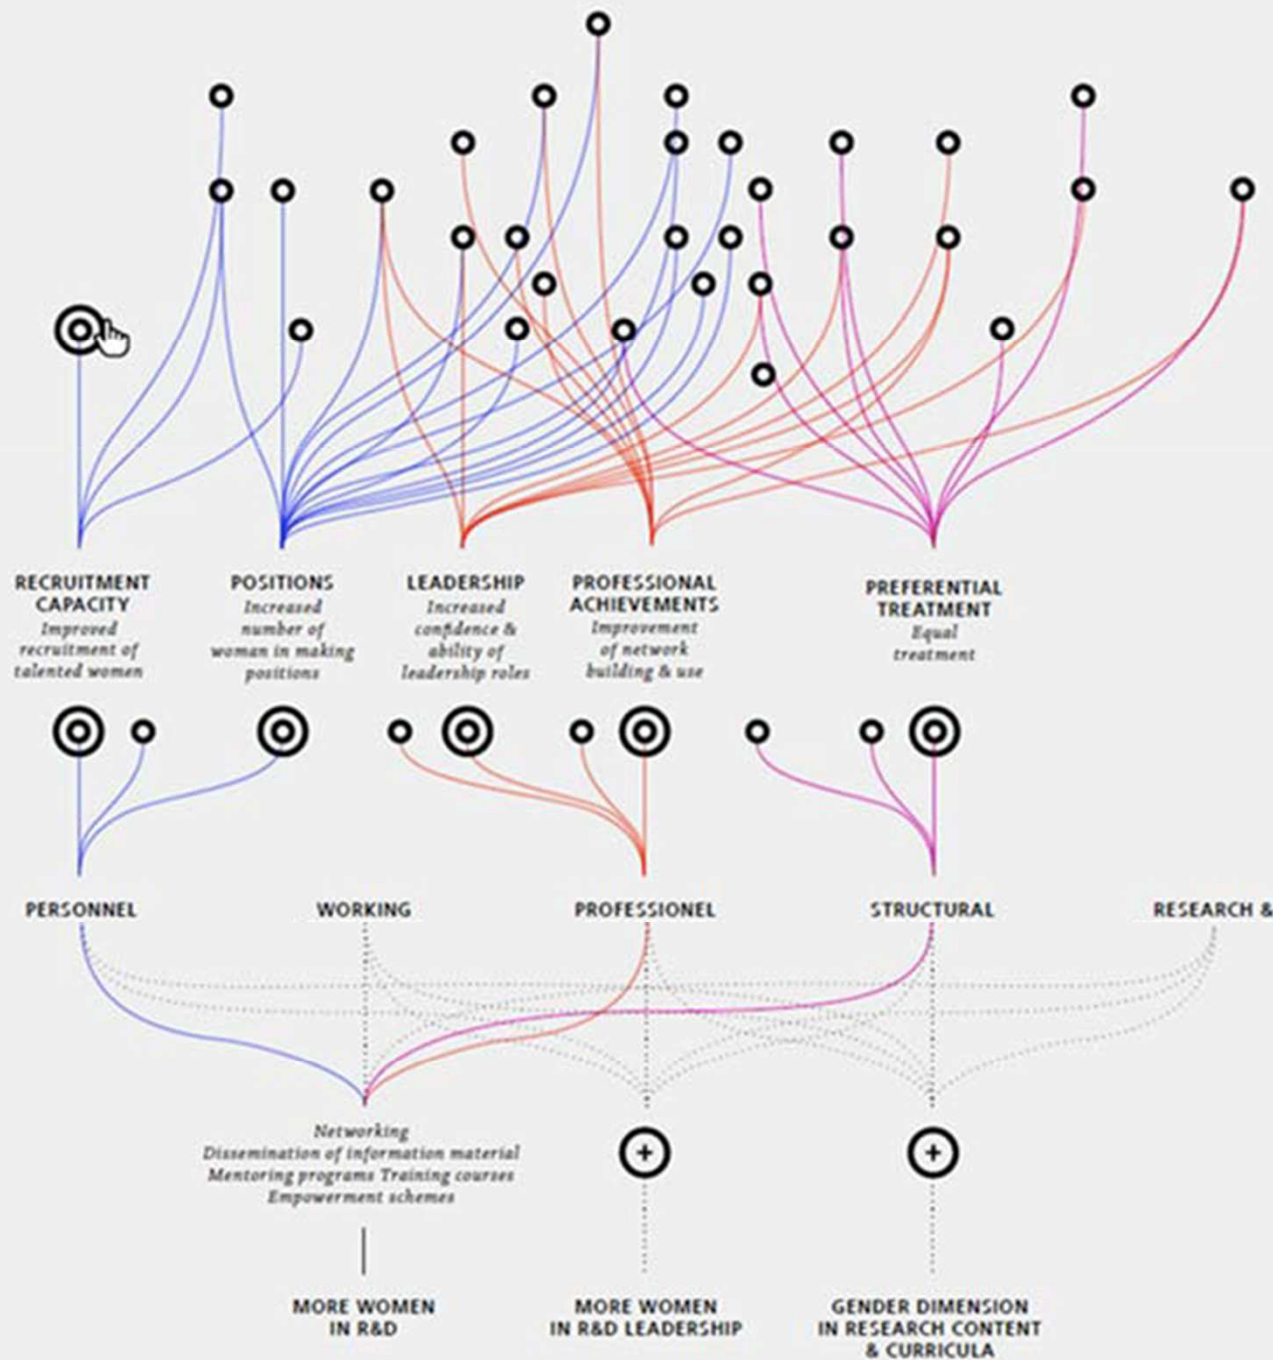 RECRUITMENT
CAPACITY
Improved
recruitment of
talented women
POSITIONS
Increased
number of
woman in making
positions
LEADERSHIP
Increased
confidence &
ability of
leadership roles
PROFESSIONAL
ACHIEVEMENTS
Improvement
of network
building & use
PREFERENTIAL
TREATMENT
Equal
treatment
PERSONNEL
WORKING
PROFESSIONEL
STRUCTURAL
RESEARCH &
Networking
Dissemination of information material
Mentoring programs Training courses
Empowerment schemes
MORE WOMEN
IN R&D
MORE WOMEN
IN R&D LEADERSHIP
GENDER DIMENSION
IN RESEARCH CONTENT
& CURRICULA